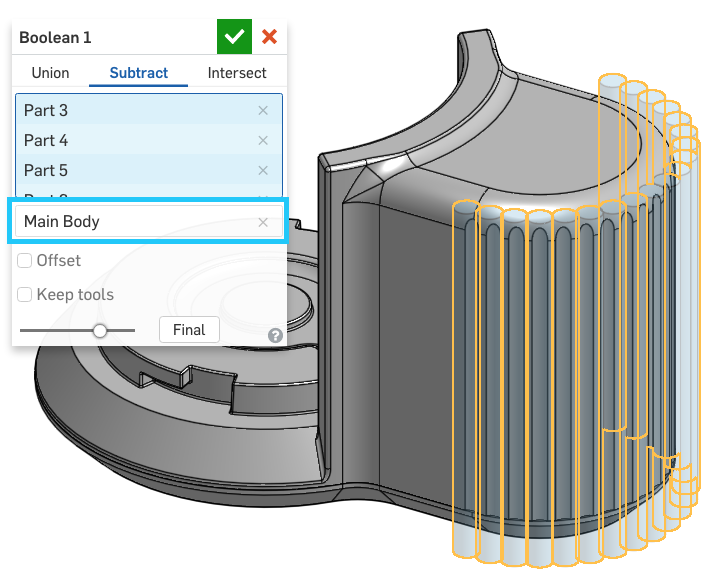 Boolean 1
Union Subtract Intersect
Part 3
Part 4
Part 5
Main Body
Offset
Keep tools
Final